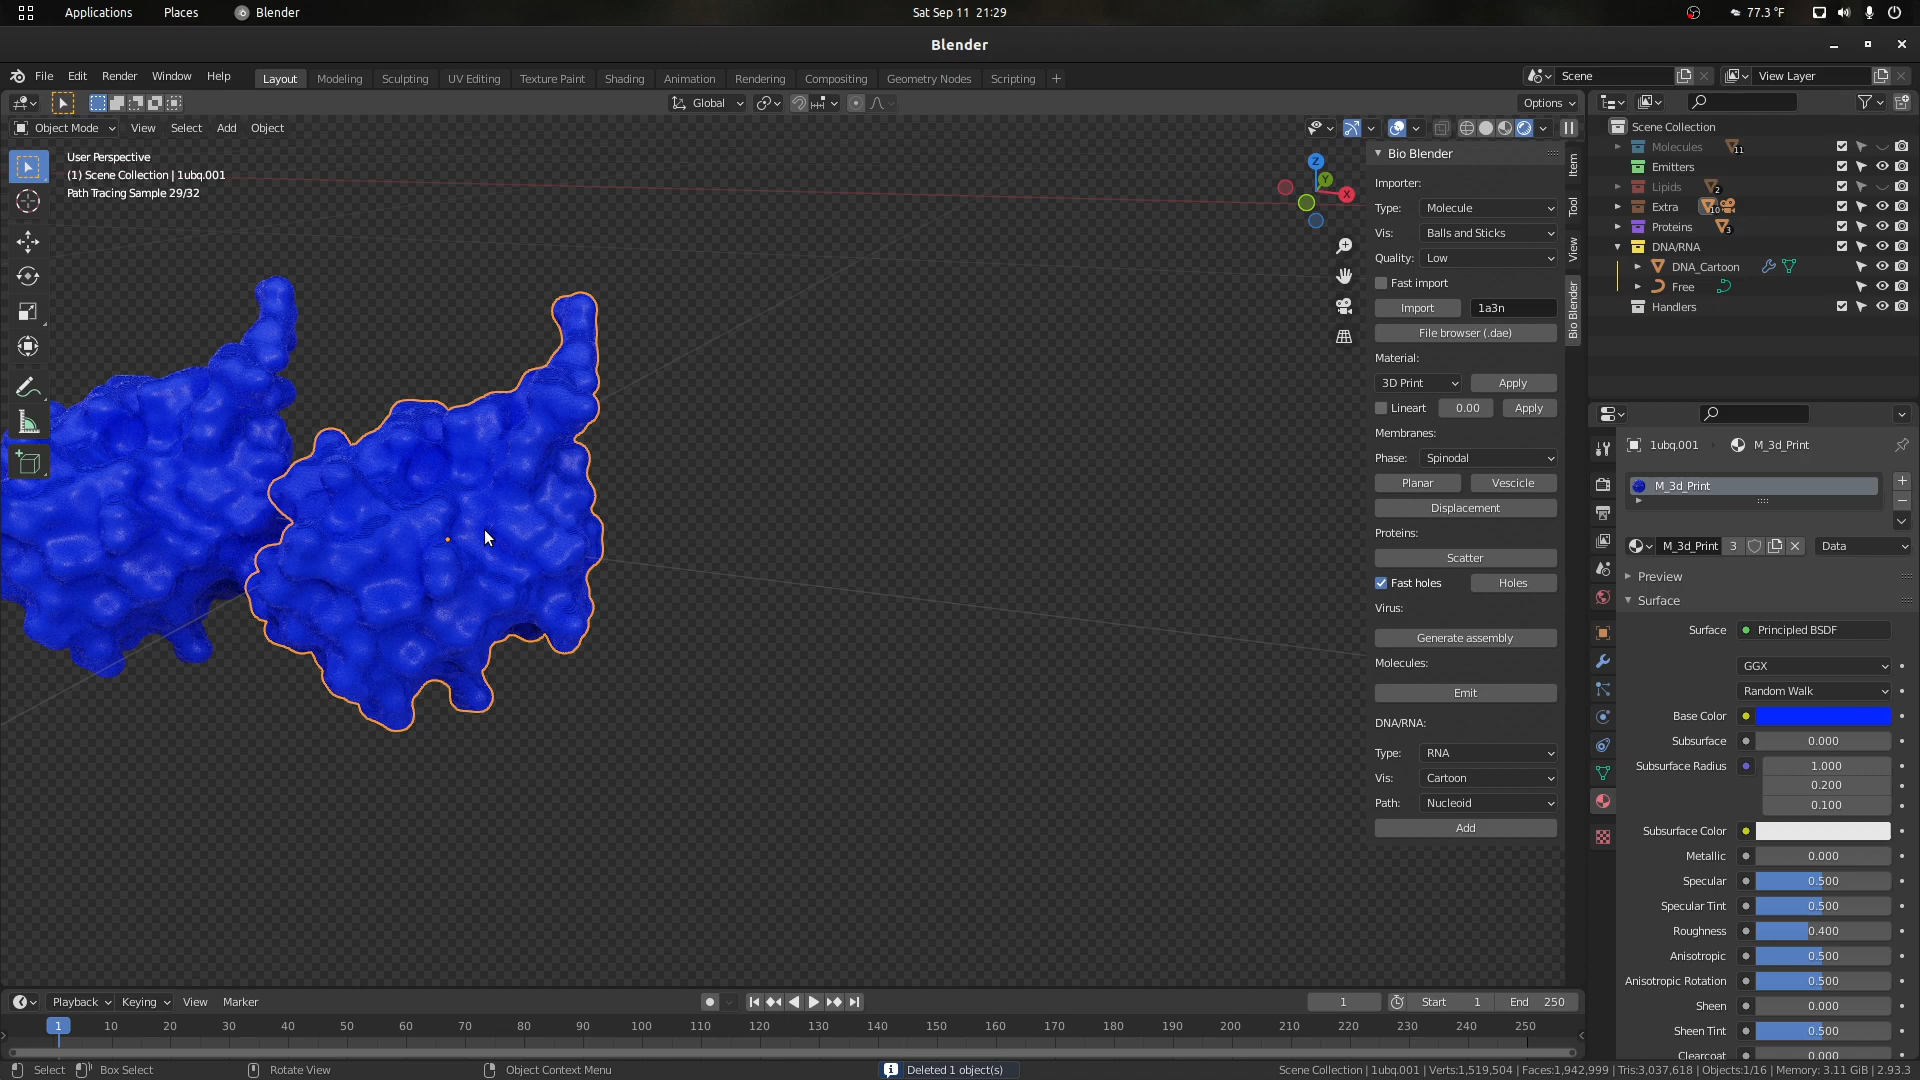 Applications Places Blender Sat Sep 11 21:29 77.3 °F
Blender
File Edit Render Window Help Layout Modeling Sculpting UV Editing Texture Paint Shading Animation Rendering Compositing Geometry Nodes Scripting + Scene View Layer
Global Options
Object Mode View Select Add Object
User Perspective
(1) Scene Collection | 1ubq.001
Path Tracing Sample 29/32
Z
Y
X
Bio Blender
Importer:
Type: Molecule
Vis: Balls and Sticks
Quality: Low
Fast import
Import 1a3n
File browser (.dae)
Material:
3D Print Apply
Lineart 0.00 Apply
Membranes:
Phase: Spinodal
Planar Vescicle
Displacement
Proteins:
Scatter
Fast holes Holes
Virus:
Generate assembly
Molecules:
Emit
DNA/RNA:
Type: RNA
Vis: Cartoon
Path: Nucleoid
Add
Item
Tool
View
Bio Blender
Scene Collection
Molecules 11
Emitters
Lipids 2
Extra 10
Proteins 3
DNA/RNA
DNA_Cartoon
Free
Handlers
1ubq.001 M_3d_Print
M_3d_Print
M_3d_Print 3 Data
Preview
Surface
Surface Principled BSDF
GGX
Random Walk
Base Color
Subsurface 0.000
Subsurface Radius 1.000
0.200
0.100
Subsurface Color
Metallic 0.000
Specular 0.500
Specular Tint 0.500
Roughness 0.400
Anisotropic 0.500
Anisotropic Rotation 0.500
Sheen 0.000
Sheen Tint 0.500
Clearcoat 0.000
Playback Keying View Marker 1 Start 1 End 250
1 10 20 30 40 50 60 70 80 90 100 110 120 130 140 150 160 170 180 190 200 210 220 230 240 250
Select Box Select Rotate View Object Context Menu Deleted 1 object(s) Scene Collection | 1ubq.001 | Verts:1,519,504 | Faces:1,942,999 | Tris:3,037,618 | Objects:1/16 | Memory: 3.11 GiB | 2.93.3